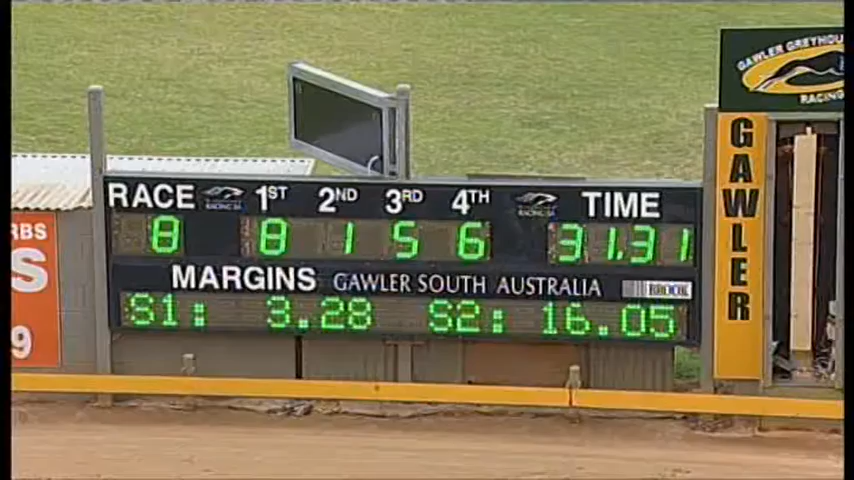 GAWLER GREYHOU
RACING
RACE 1ST 2ND 3RD 4TH TIME
8 8 1 5 6 31.31
MARGINS GAWLER SOUTH AUSTRALIA BROOK
S1: 3.28 S2: 16.05
GAWLER
RBS
S
9